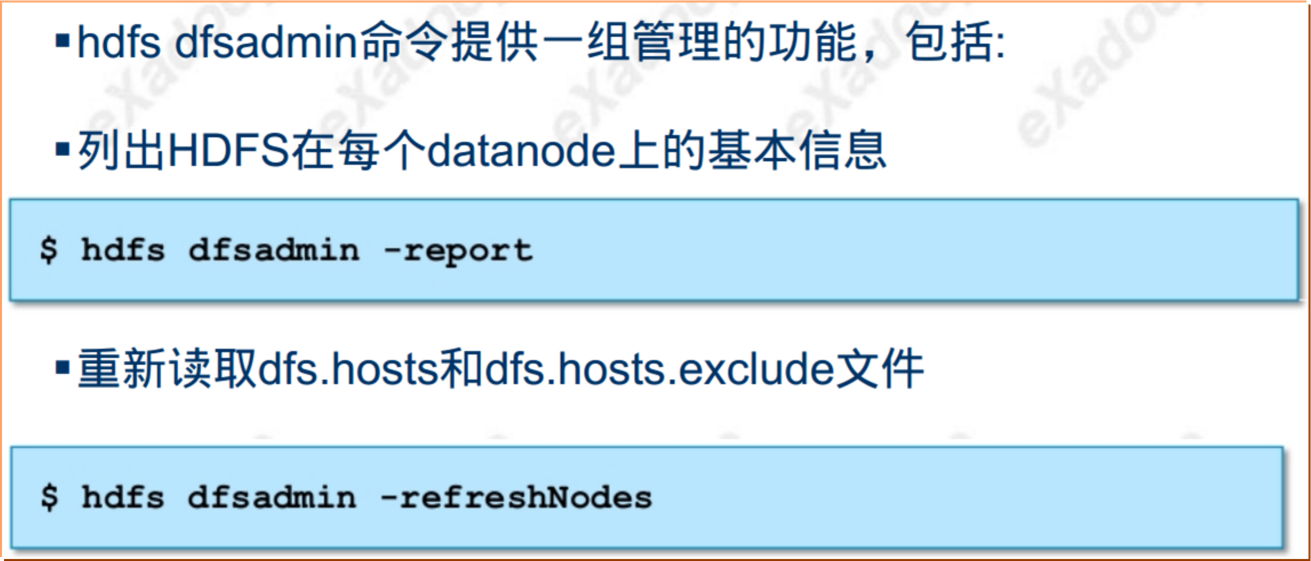 ▪hdfs dfsadmin命令提供一组管理的功能，包括:
▪列出HDFS在每个datanode上的基本信息
$ hdfs dfsadmin -report
▪重新读取dfs.hosts和dfs.hosts.exclude文件
$ hdfs dfsadmin -refreshNodes